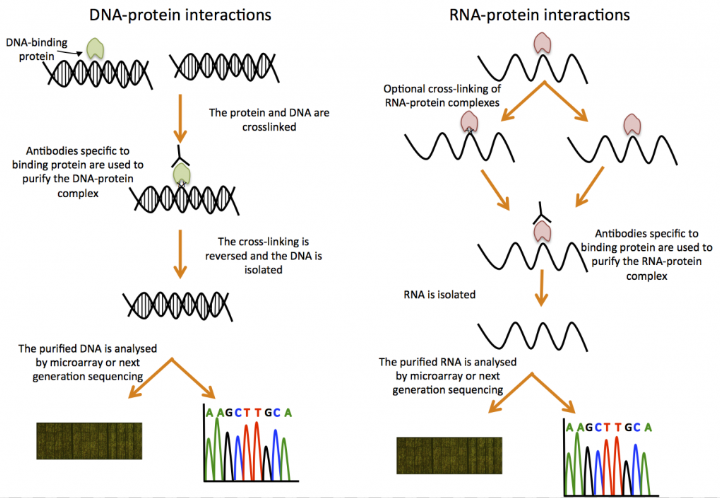 DNA-protein interactions
DNA-binding
protein
The protein and DNA are
crosslinked
Antibodies specific to
binding protein are used to
purify the DNA-protein
complex
The cross-linking is
reversed and the DNA is
isolated
The purified DNA is analysed
by microarray or next
generation sequencing
A A G C T T G C A
RNA-protein interactions
Optional cross-linking of
RNA-protein complexes
Antibodies specific to
binding protein are used to
purify the RNA-protein
complex
RNA is isolated
The purified RNA is analysed
by microarray or next
generation sequencing
A A G C T T G C A